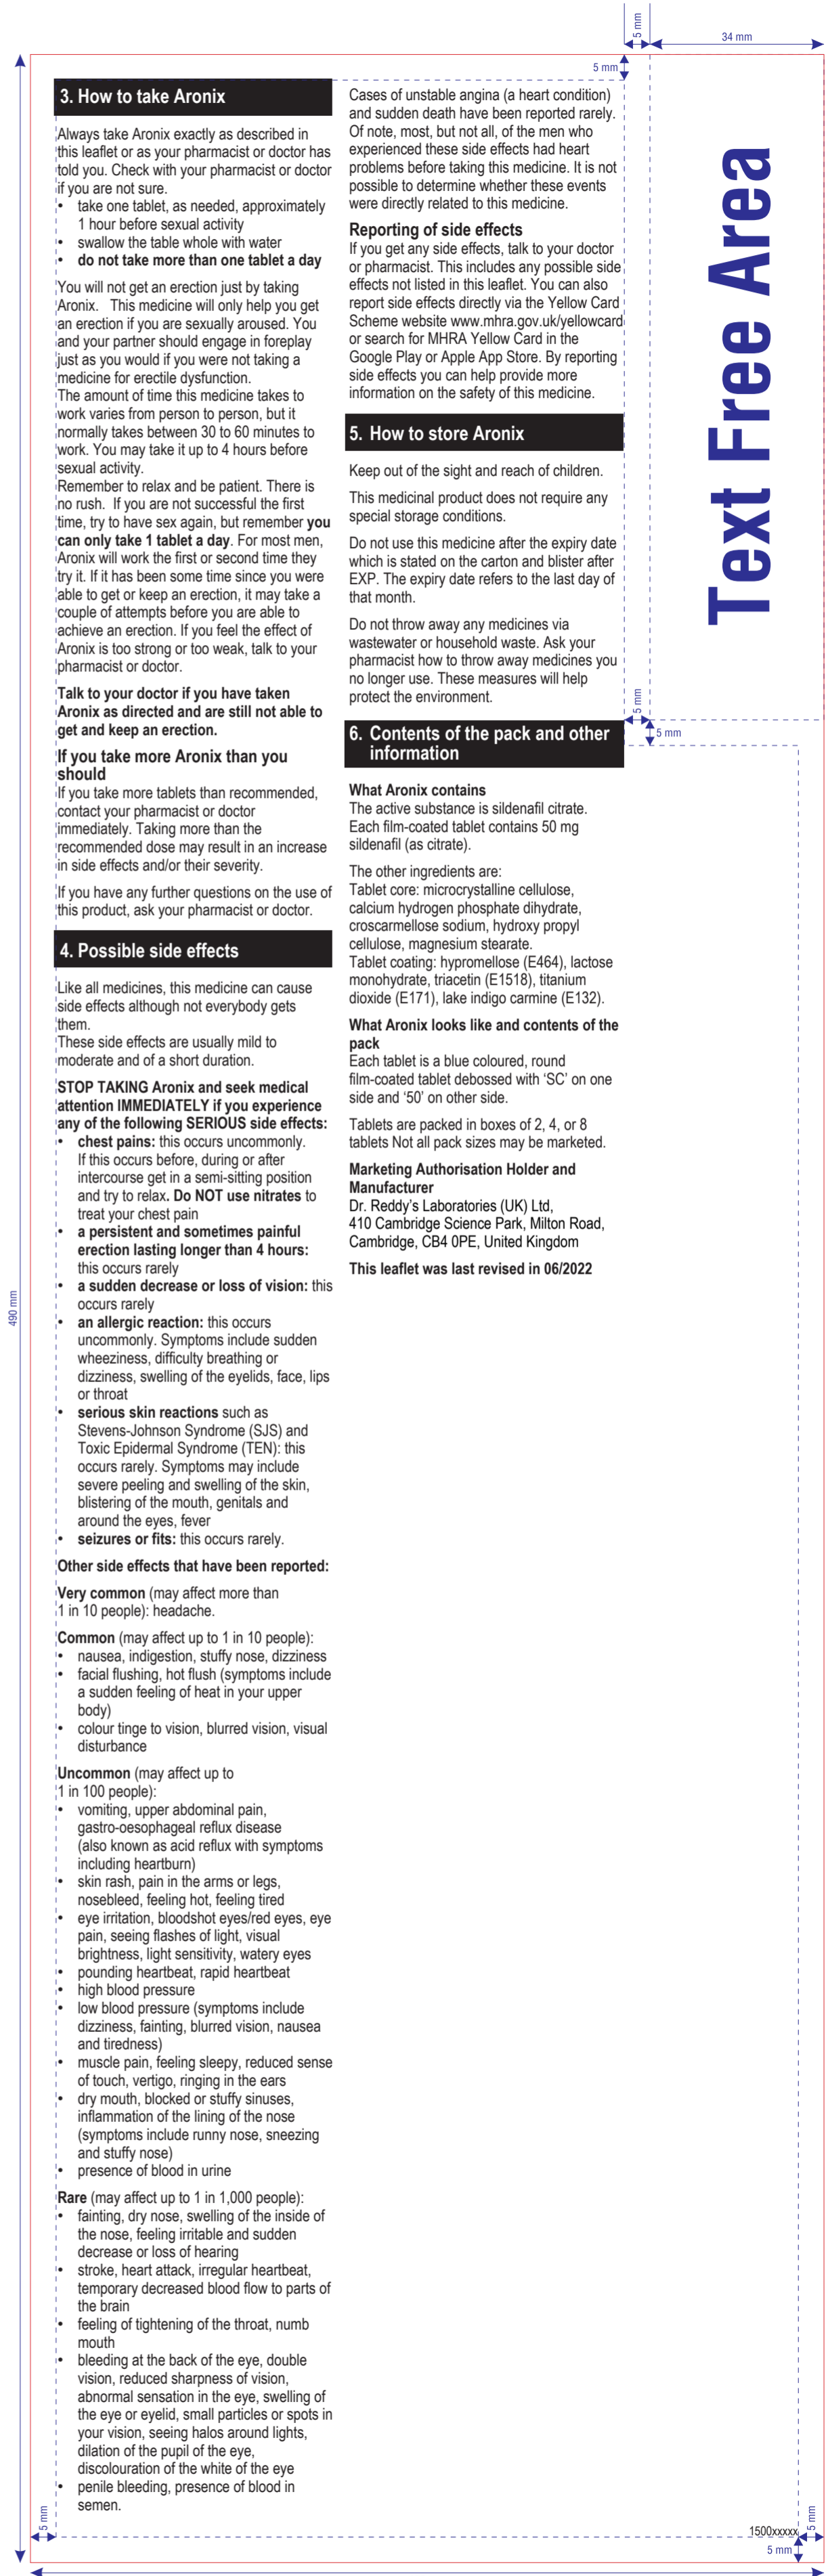 5 mm
34 mm
5 mm
3. How to take Aronix
Always take Aronix exactly as described in
this leaflet or as your pharmacist or doctor has
told you. Check with your pharmacist or doctor
if you are not sure.
• take one tablet, as needed, approximately
1 hour before sexual activity
• swallow the table whole with water
• do not take more than one tablet a day
You will not get an erection just by taking
Aronix. This medicine will only help you get
an erection if you are sexually aroused. You
and your partner should engage in foreplay
just as you would if you were not taking a
medicine for erectile dysfunction.
The amount of time this medicine takes to
work varies from person to person, but it
normally takes between 30 to 60 minutes to
work. You may take it up to 4 hours before
sexual activity.
Remember to relax and be patient. There is
no rush. If you are not successful the first
time, try to have sex again, but remember you
can only take 1 tablet a day. For most men,
Aronix will work the first or second time they
try it. If it has been some time since you were
able to get or keep an erection, it may take a
couple of attempts before you are able to
achieve an erection. If you feel the effect of
Aronix is too strong or too weak, talk to your
pharmacist or doctor.
Talk to your doctor if you have taken
Aronix as directed and are still not able to
get and keep an erection.
If you take more Aronix than you
should
If you take more tablets than recommended,
contact your pharmacist or doctor
immediately. Taking more than the
recommended dose may result in an increase
in side effects and/or their severity.
If you have any further questions on the use of
this product, ask your pharmacist or doctor.
4. Possible side effects
Like all medicines, this medicine can cause
side effects although not everybody gets
them.
These side effects are usually mild to
moderate and of a short duration.
STOP TAKING Aronix and seek medical
attention IMMEDIATELY if you experience
any of the following SERIOUS side effects:
• chest pains: this occurs uncommonly.
If this occurs before, during or after
intercourse get in a semi-sitting position
and try to relax. Do NOT use nitrates to
treat your chest pain
• a persistent and sometimes painful
erection lasting longer than 4 hours:
this occurs rarely
• a sudden decrease or loss of vision: this
occurs rarely
• an allergic reaction: this occurs
uncommonly. Symptoms include sudden
wheeziness, difficulty breathing or
dizziness, swelling of the eyelids, face, lips
or throat
• serious skin reactions such as
Stevens-Johnson Syndrome (SJS) and
Toxic Epidermal Syndrome (TEN): this
occurs rarely. Symptoms may include
severe peeling and swelling of the skin,
blistering of the mouth, genitals and
around the eyes, fever
• seizures or fits: this occurs rarely.
Other side effects that have been reported:
Very common (may affect more than
1 in 10 people): headache.
Common (may affect up to 1 in 10 people):
• nausea, indigestion, stuffy nose, dizziness
• facial flushing, hot flush (symptoms include
a sudden feeling of heat in your upper
body)
• colour tinge to vision, blurred vision, visual
disturbance
Uncommon (may affect up to
1 in 100 people):
• vomiting, upper abdominal pain,
gastro-oesophageal reflux disease
(also known as acid reflux with symptoms
including heartburn)
• skin rash, pain in the arms or legs,
nosebleed, feeling hot, feeling tired
• eye irritation, bloodshot eyes/red eyes, eye
pain, seeing flashes of light, visual
brightness, light sensitivity, watery eyes
• pounding heartbeat, rapid heartbeat
• high blood pressure
• low blood pressure (symptoms include
dizziness, fainting, blurred vision, nausea
and tiredness)
• muscle pain, feeling sleepy, reduced sense
of touch, vertigo, ringing in the ears
• dry mouth, blocked or stuffy sinuses,
inflammation of the lining of the nose
(symptoms include runny nose, sneezing
and stuffy nose)
• presence of blood in urine
Rare (may affect up to 1 in 1,000 people):
• fainting, dry nose, swelling of the inside of
the nose, feeling irritable and sudden
decrease or loss of hearing
• stroke, heart attack, irregular heartbeat,
temporary decreased blood flow to parts of
the brain
• feeling of tightening of the throat, numb
mouth
• bleeding at the back of the eye, double
vision, reduced sharpness of vision,
abnormal sensation in the eye, swelling of
the eye or eyelid, small particles or spots in
your vision, seeing halos around lights,
dilation of the pupil of the eye,
discolouration of the white of the eye
• penile bleeding, presence of blood in
semen.
Cases of unstable angina (a heart condition)
and sudden death have been reported rarely.
Of note, most, but not all, of the men who
experienced these side effects had heart
problems before taking this medicine. It is not
possible to determine whether these events
were directly related to this medicine.
Reporting of side effects
If you get any side effects, talk to your doctor
or pharmacist. This includes any possible side
effects not listed in this leaflet. You can also
report side effects directly via the Yellow Card
Scheme website www.mhra.gov.uk/yellowcard
or search for MHRA Yellow Card in the
Google Play or Apple App Store. By reporting
side effects you can help provide more
information on the safety of this medicine.
5. How to store Aronix
Keep out of the sight and reach of children.
This medicinal product does not require any
special storage conditions.
Do not use this medicine after the expiry date
which is stated on the carton and blister after
EXP. The expiry date refers to the last day of
that month.
Do not throw away any medicines via
wastewater or household waste. Ask your
pharmacist how to throw away medicines you
no longer use. These measures will help
protect the environment.
6. Contents of the pack and other
information
What Aronix contains
The active substance is sildenafil citrate.
Each film-coated tablet contains 50 mg
sildenafil (as citrate).
The other ingredients are:
Tablet core: microcrystalline cellulose,
calcium hydrogen phosphate dihydrate,
croscarmellose sodium, hydroxy propyl
cellulose, magnesium stearate.
Tablet coating: hypromellose (E464), lactose
monohydrate, triacetin (E1518), titanium
dioxide (E171), lake indigo carmine (E132).
What Aronix looks like and contents of the
pack
Each tablet is a blue coloured, round
film-coated tablet debossed with ‘SC’ on one
side and ‘50’ on other side.
Tablets are packed in boxes of 2, 4, or 8
tablets Not all pack sizes may be marketed.
Marketing Authorisation Holder and
Manufacturer
Dr. Reddy’s Laboratories (UK) Ltd,
410 Cambridge Science Park, Milton Road,
Cambridge, CB4 0PE, United Kingdom
This leaflet was last revised in 06/2022
Text Free Area
5 mm
5 mm
490 mm
5 mm
1500xxxxx
5 mm
5 mm